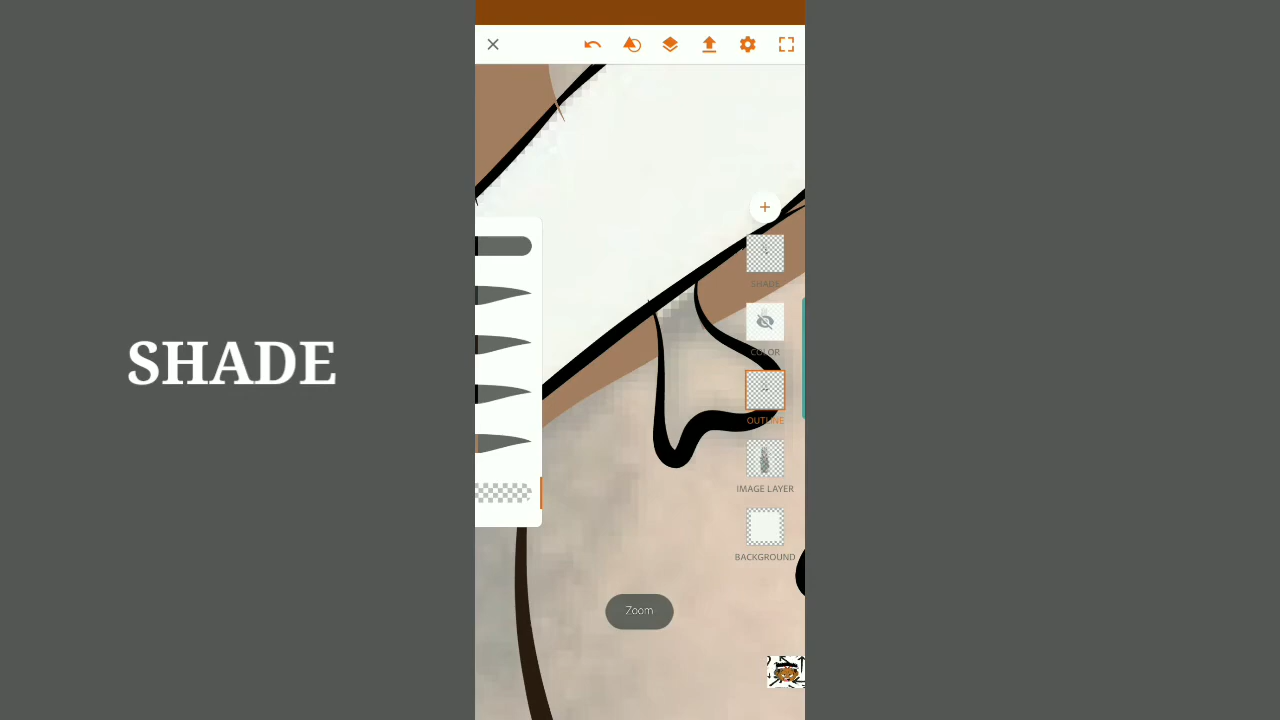 SHADE
SHADE
COLOR
OUTLINE
IMAGE LAYER
BACKGROUND
Zoom